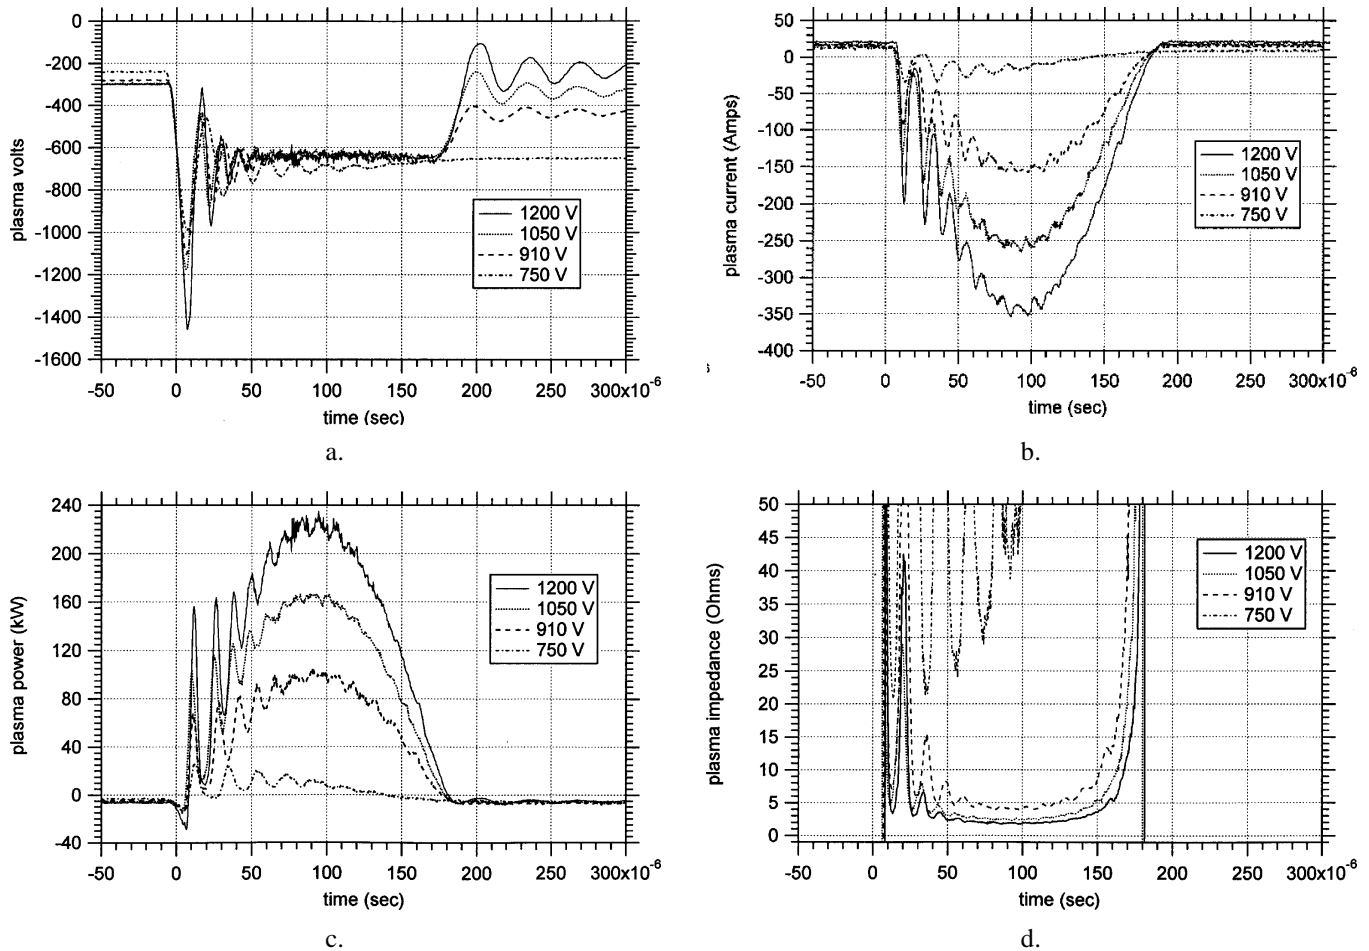 0
-200
-400
-600
-800
-1000
-1200
-1400
-1600
plasma volts
1200 V
1050 V
910 V
750 V
-50 0 50 100 150 200 250 300x10-6
time (sec)
a.
50
0
-50
-100
-150
-200
-250
-300
-350
-400
plasma current (Amps)
1200 V
1050 V
910 V
750 V
-50 0 50 100 150 200 250 300x10-6
time (sec)
b.
240
200
160
120
80
40
0
-40
plasma power (kW)
1200 V
1050 V
910 V
750 V
-50 0 50 100 150 200 250 300x10-6
time (sec)
c.
50
45
40
35
30
25
20
15
10
5
0
plasma impedance (Ohms)
1200 V
1050 V
910 V
750 V
-50 0 50 100 150 200 250 300x10-6
time (sec)
d.